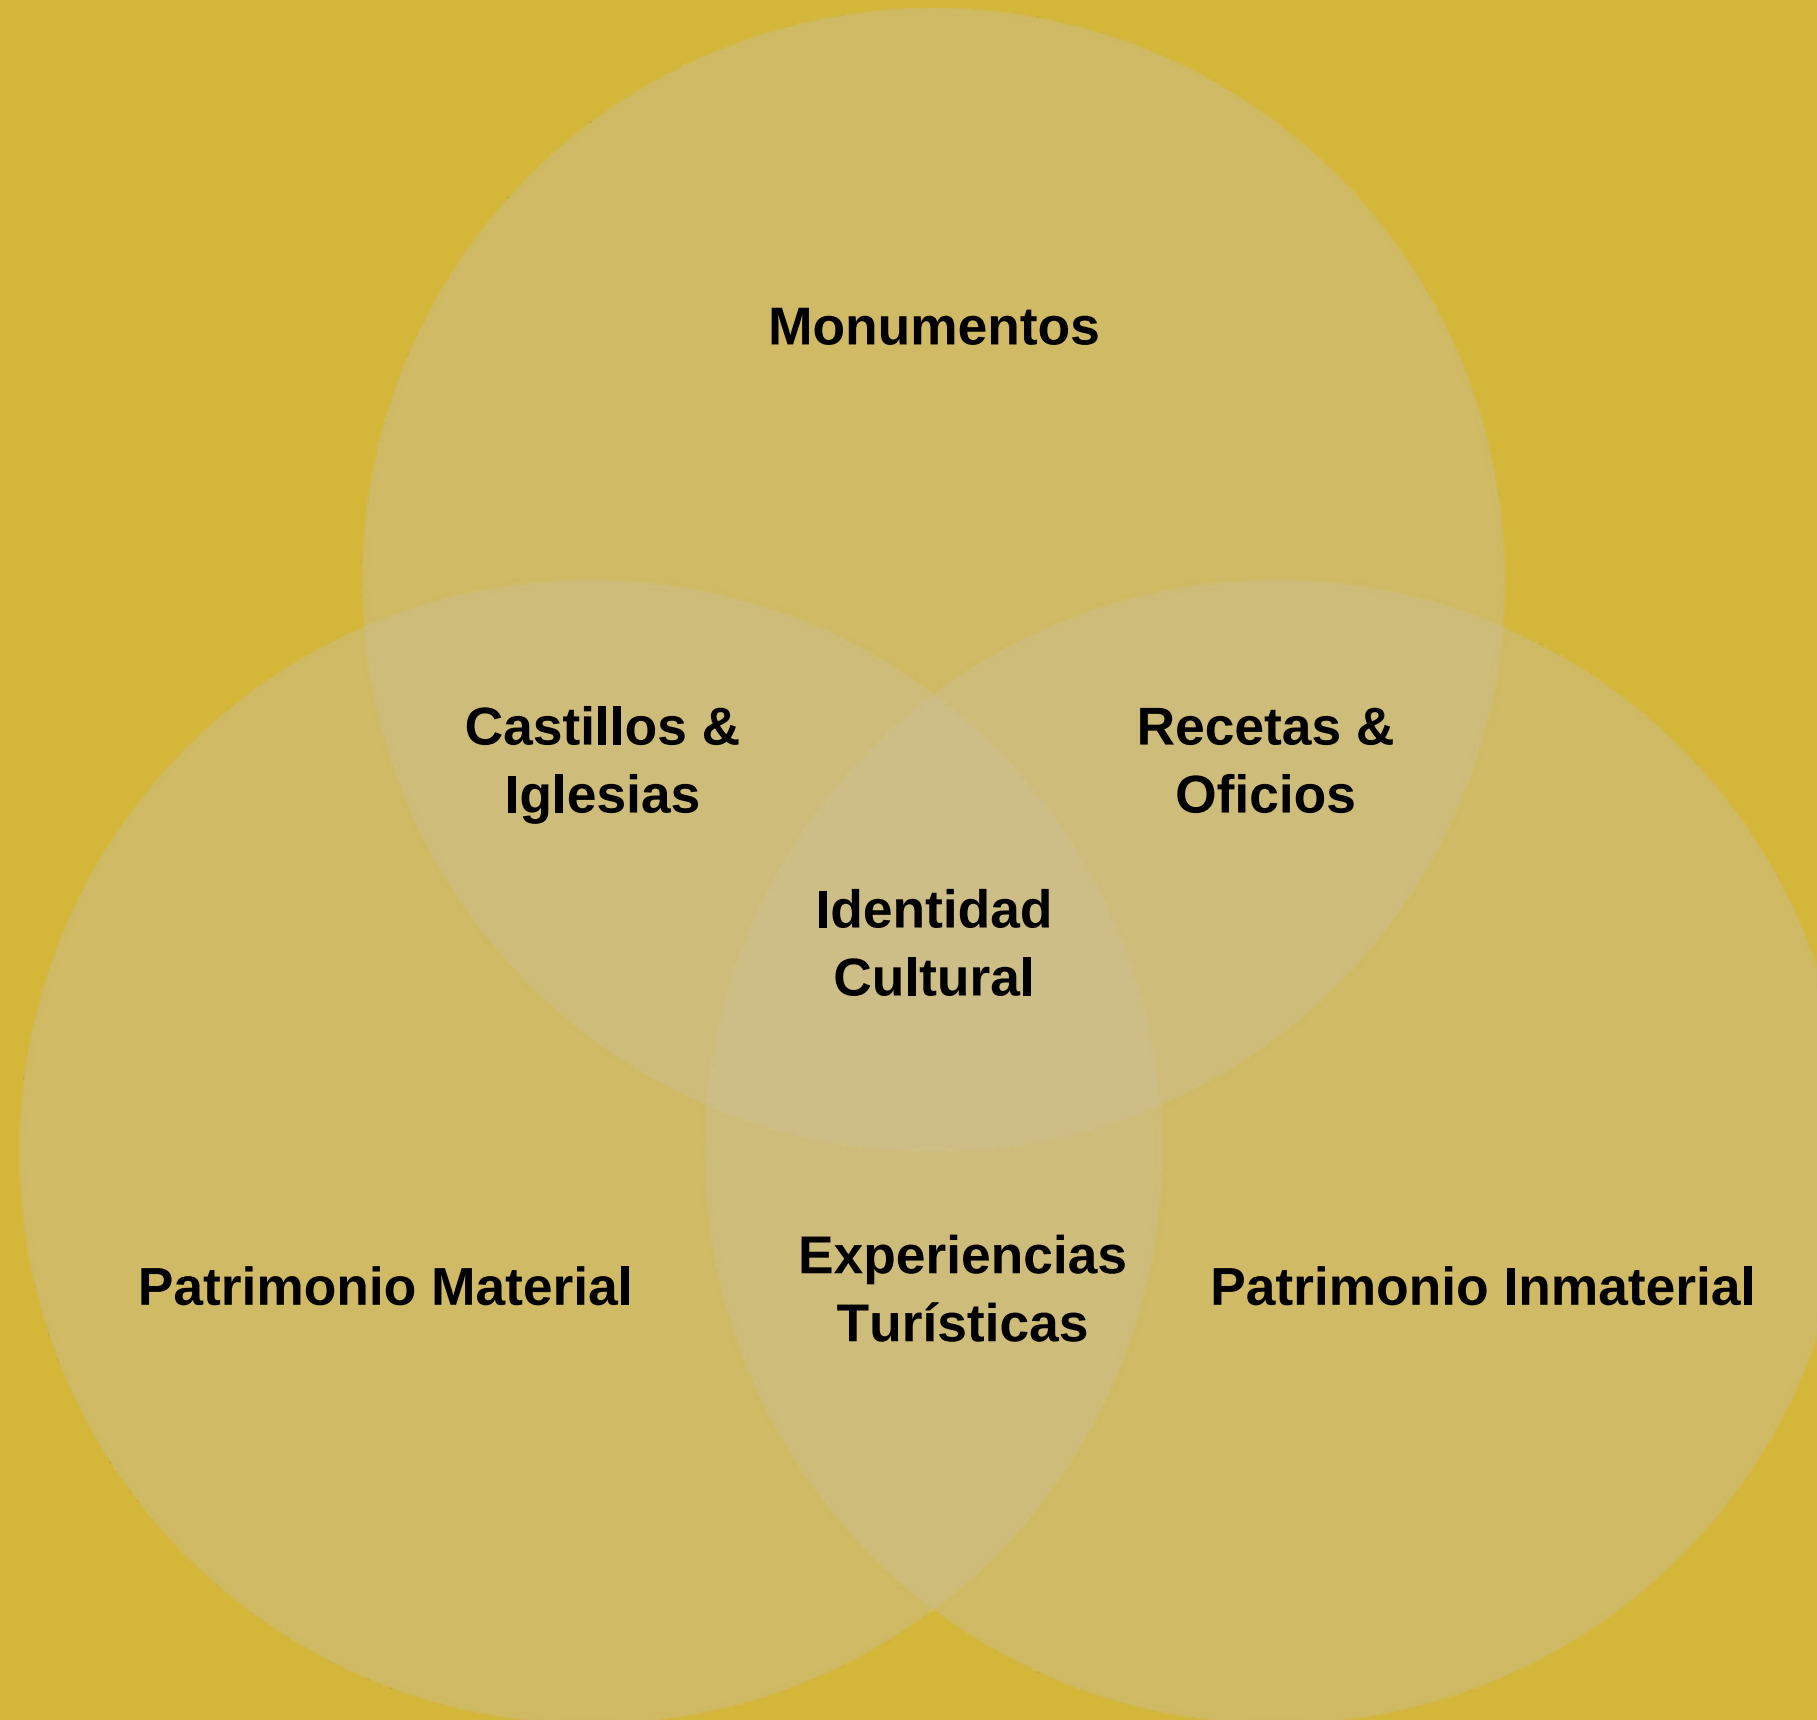 Monumentos
Castillos &
Iglesias
Recetas &
Oficios
Identidad
Cultural
Patrimonio Material
Experiencias
Turísticas
Patrimonio Inmaterial